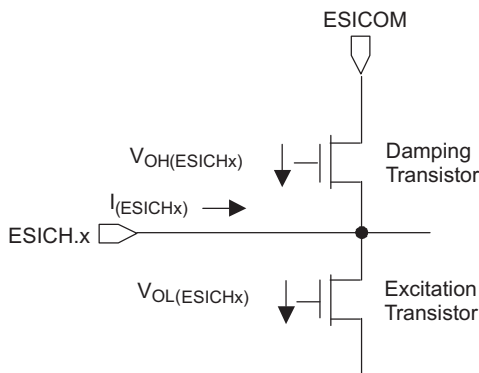 ESICOM
VOH(ESICHx)
Damping
Transistor
I(ESICHx)
ESICH.x
VOL(ESICHx)
Excitation
Transistor